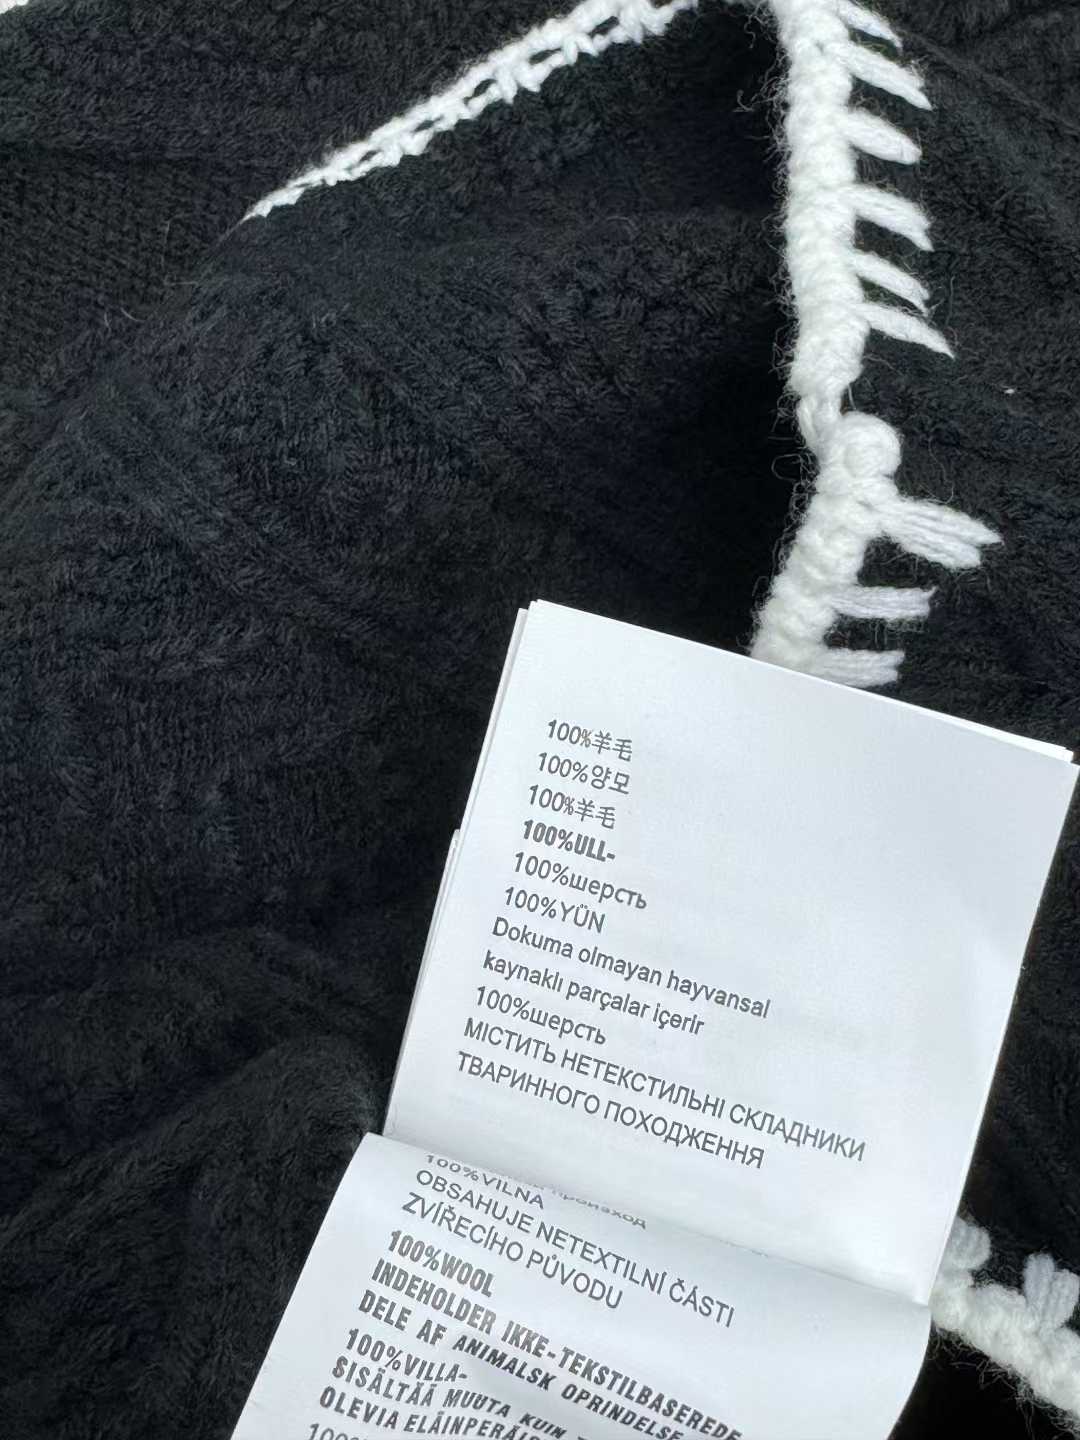 100%羊毛
100%양모
100%羊毛
100%ULL-
100%шерсть
100%YÜN
Dokuma olmayan hayvansal
kaynaklı parçalar içerir
100%шерсть
МІСТИТЬ НЕТЕКСТИЛЬНІ СКЛАДНИКИ
ТВАРИННОГО ПОХОДЖЕННЯ
100%VILNA
OBSAHUJE NETEXTILNÍ ČÁSTI
ZVÍŘECÍHO PŮVODU
100%WOOL
INDEHOLDER IKKE-TEKSTILBASEREDE
DELE AF ANIMALSK OPRINDELSE
100%VILLA-
SISÄLTÄÄ MUUTA KUIN
OLEVIA